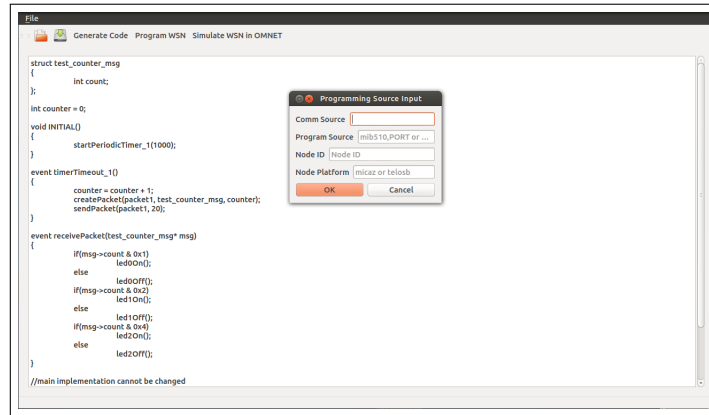 File
Generate Code Program WSN Simulate WSN in OMNET
struct test_counter_msg
{
int count;
};
int counter = 0;
void INITIAL()
{
startPeriodicTimer_1(1000);
}
event timerTimeout_1()
{
counter = counter + 1;
createPacket(packet1, test_counter_msg, counter);
sendPacket(packet1, 20);
}
event receivePacket(test_counter_msg* msg)
{
if(msg->count & 0x1)
led0On();
else
led0Off();
if(msg->count & 0x2)
led1On();
else
led1Off();
if(msg->count & 0x4)
led2On();
else
led2Off();
}
//main implementation cannot be changed
Programming Source Input
Comm Source
Program Source mib510,PORT or ...
Node ID Node ID
Node Platform micaz or telosb
OK Cancel